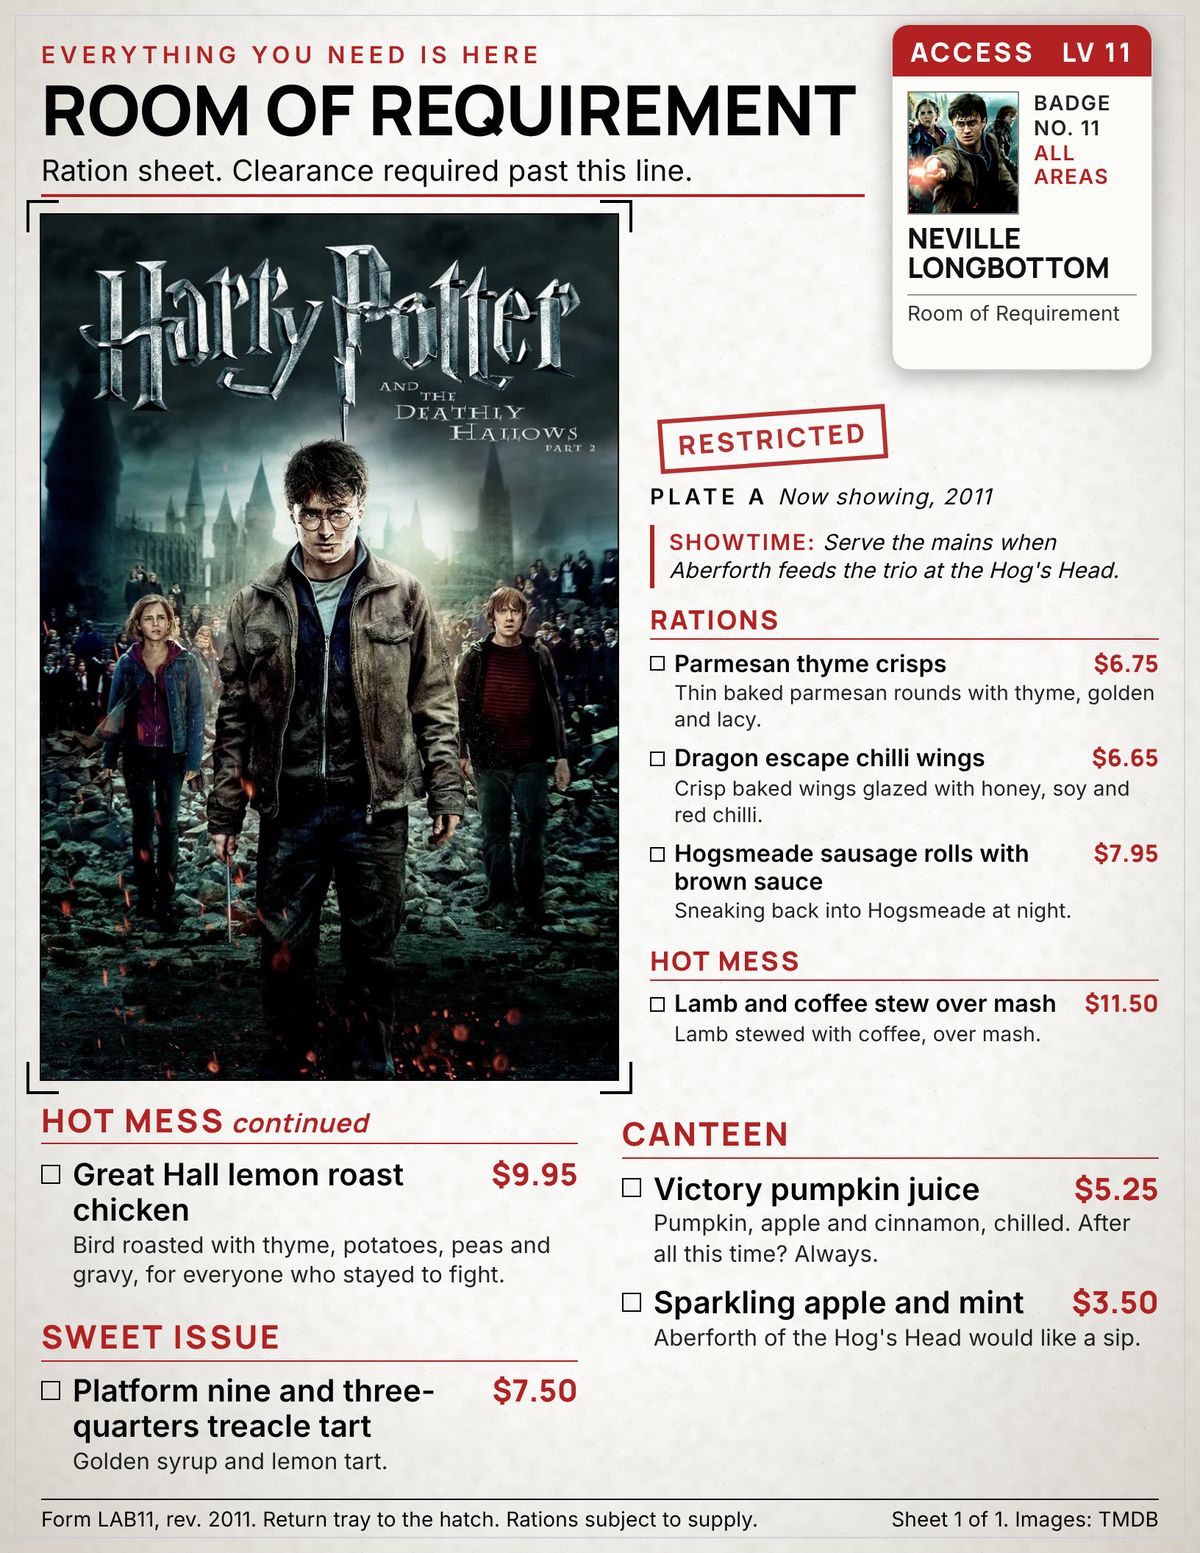 EVERYTHING YOU NEED IS HERE
ROOM OF REQUIREMENT
Ration sheet. Clearance required past this line.
ACCESS LV 11
BADGE
NO. 11
ALL
AREAS
NEVILLE
LONGBOTTOM
Room of Requirement
Harry Potter
AND
THE
DEATHLY
HALLOWS
PART 2
RESTRICTED
PLATE A Now showing, 2011
SHOWTIME: Serve the mains when
Aberforth feeds the trio at the Hog's Head.
RATIONS
Parmesan thyme crisps $6.75
Thin baked parmesan rounds with thyme, golden
and lacy.
Dragon escape chilli wings $6.65
Crisp baked wings glazed with honey, soy and
red chilli.
Hogsmeade sausage rolls with $7.95
brown sauce
Sneaking back into Hogsmeade at night.
HOT MESS
Lamb and coffee stew over mash $11.50
Lamb stewed with coffee, over mash.
HOT MESS continued
Great Hall lemon roast $9.95
chicken
Bird roasted with thyme, potatoes, peas and
gravy, for everyone who stayed to fight.
SWEET ISSUE
Platform nine and three- $7.50
quarters treacle tart
Golden syrup and lemon tart.
CANTEEN
Victory pumpkin juice $5.25
Pumpkin, apple and cinnamon, chilled. After
all this time? Always.
Sparkling apple and mint $3.50
Aberforth of the Hog's Head would like a sip.
Form LAB11, rev. 2011. Return tray to the hatch. Rations subject to supply.
Sheet 1 of 1. Images: TMDB